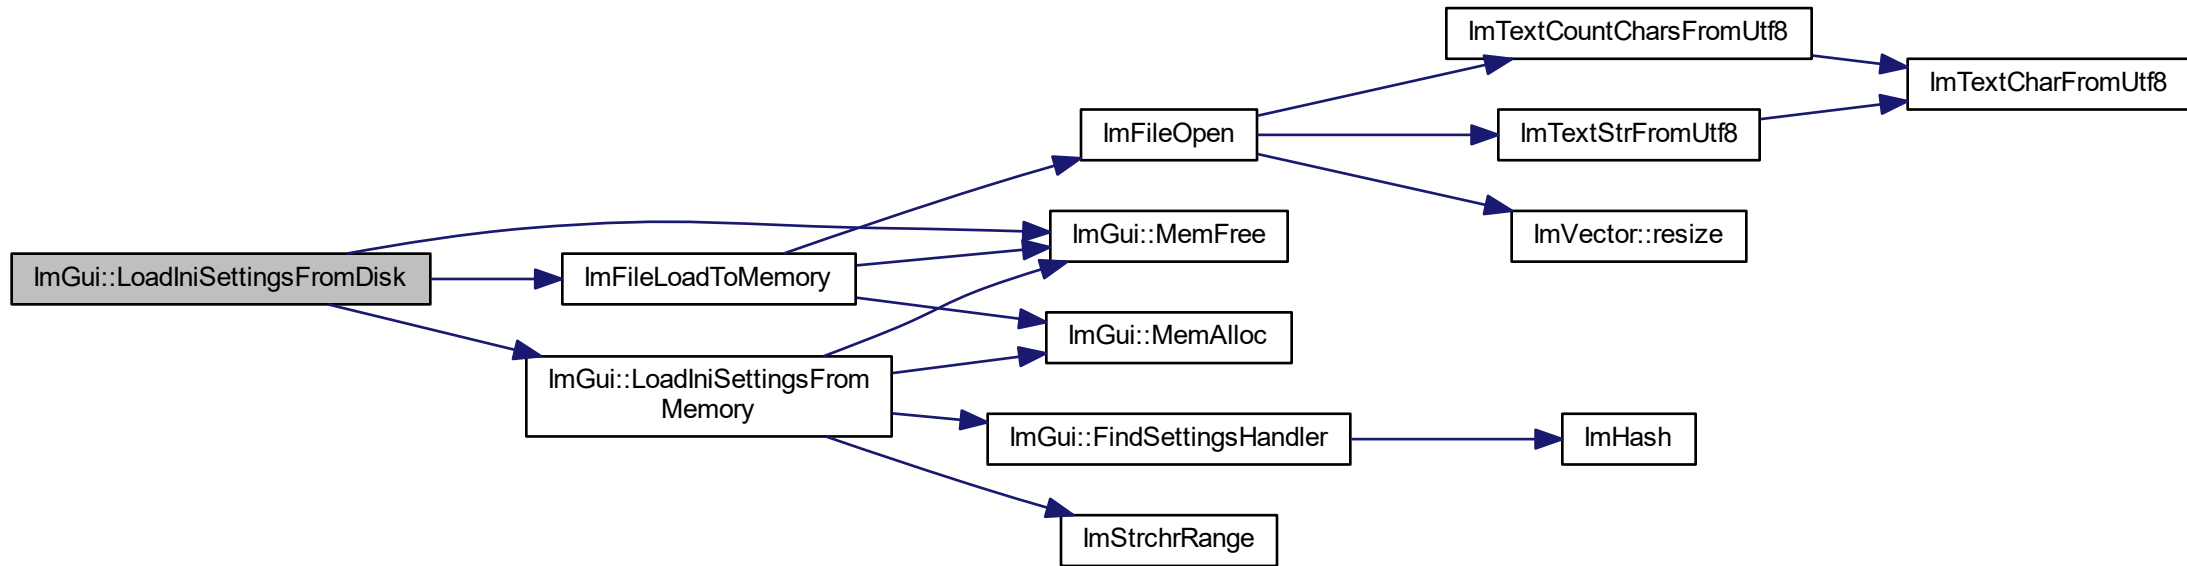 ImGui::LoadIniSettingsFromDisk
ImFileLoadToMemory
ImGui::LoadIniSettingsFrom
Memory
ImFileOpen
ImGui::MemFree
ImGui::MemAlloc
ImGui::FindSettingsHandler
ImStrchrRange
ImTextCountCharsFromUtf8
ImTextStrFromUtf8
ImVector::resize
ImHash
ImTextCharFromUtf8